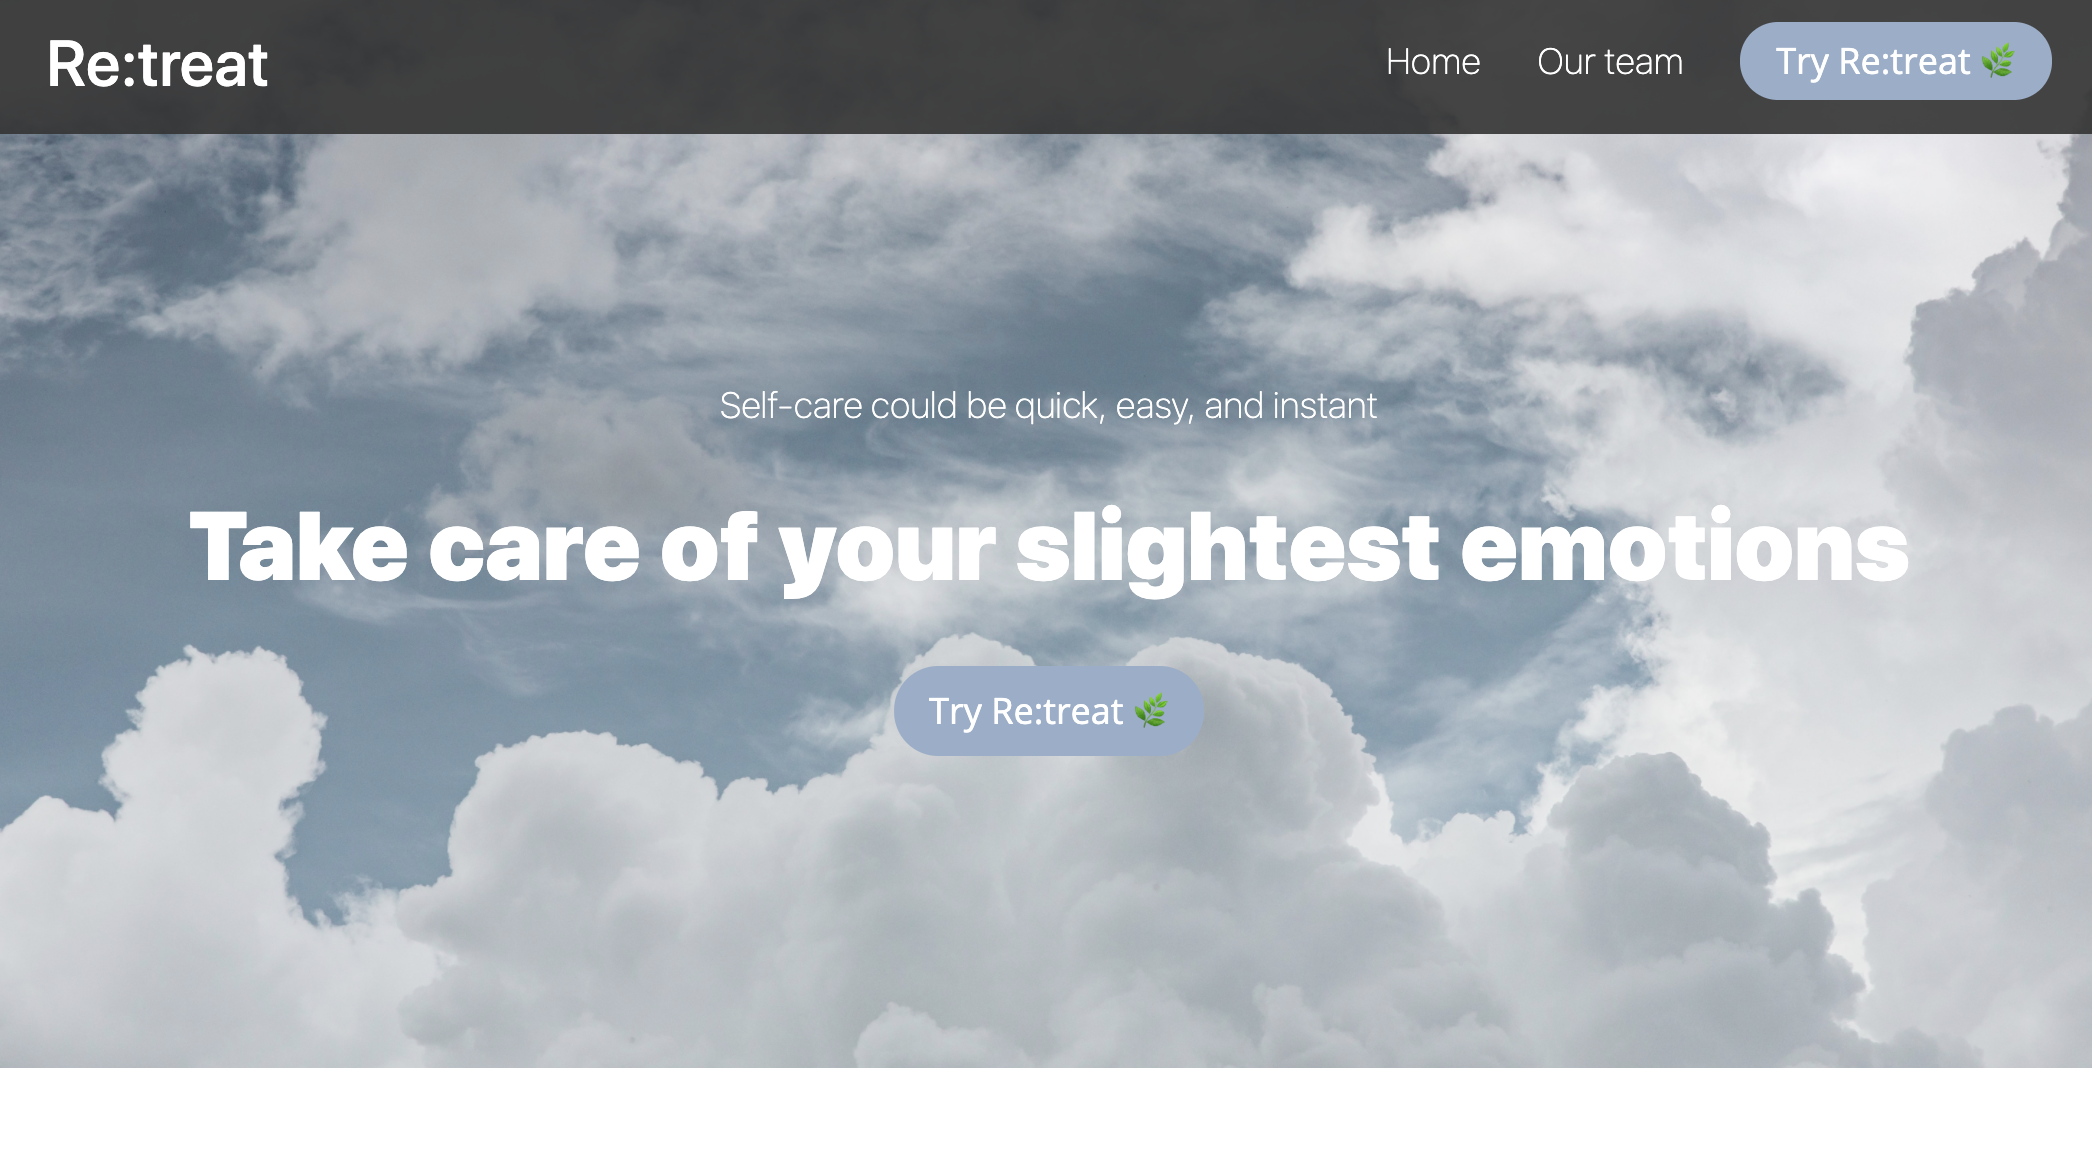 Re:treat
Home
Our team
Try Re:treat 🌿
Self-care could be quick, easy, and instant
Take care of your slightest emotions
Try Re:treat 🌿